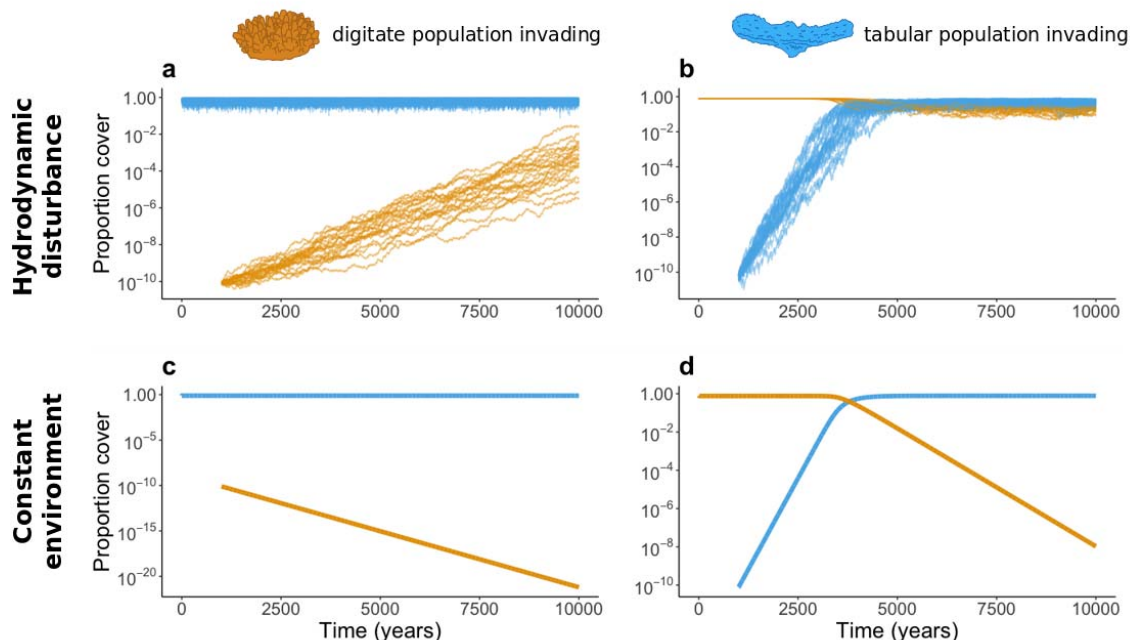 digitate population invading
tabular population invading
Hydrodynamic
disturbance
a
Proportion cover
1.00
10⁻²
10⁻⁴
10⁻⁶
10⁻⁸
10⁻¹⁰
0 2500 5000 7500 10000
b
1.00
10⁻²
10⁻⁴
10⁻⁶
10⁻⁸
10⁻¹⁰
0 2500 5000 7500 10000
Constant
environment
c
Proportion cover
1.00
10⁻⁵
10⁻¹⁰
10⁻¹⁵
10⁻²⁰
0 2500 5000 7500 10000
Time (years)
d
1.00
10⁻²
10⁻⁴
10⁻⁶
10⁻⁸
10⁻¹⁰
0 2500 5000 7500 10000
Time (years)